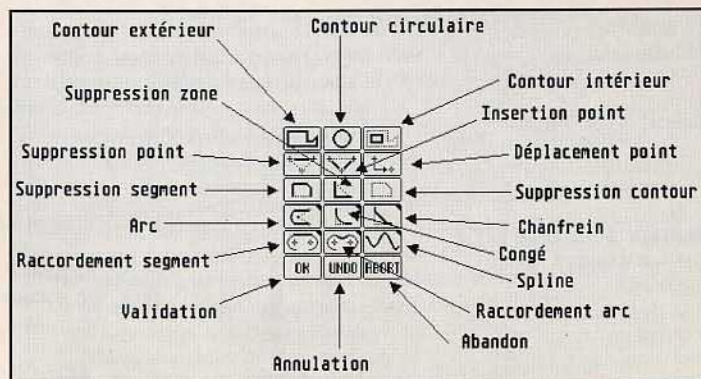 Contour extérieur
Contour circulaire
Suppression zone
Contour intérieur
Insertion point
Suppression point
Déplacement point
Suppression segment
Suppression contour
Arc
Chanfrein
Congé
Raccordement segment
Spline
OK UNDO ABORT
Validation
Raccordement arc
Abandon
Annulation